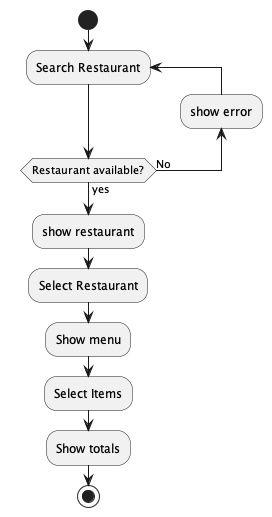 Search Restaurant
show error
Restaurant available?
No
yes
show restaurant
Select Restaurant
Show menu
Select Items
Show totals